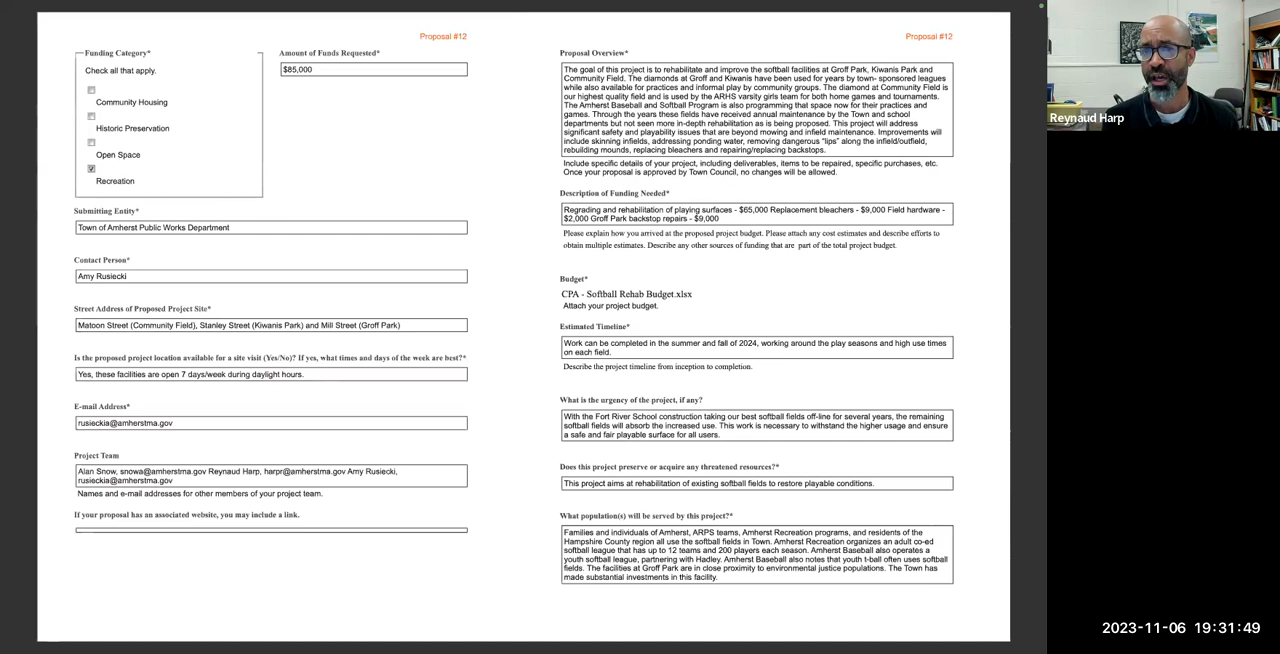 Proposal #12
Funding Category*
Check all that apply.
Community Housing
Historic Preservation
Open Space
Recreation
Amount of Funds Requested*
$85,000
Submitting Entity*
Town of Amherst Public Works Department
Contact Person*
Amy Rusiecki
Street Address of Proposed Project Site*
Matoon Street (Community Field), Stanley Street (Kiwanis Park) and Mill Street (Groff Park)
Is the proposed project location available for a site visit (Yes/No)? If yes, what times and days of the week are best?*
Yes, these facilities are open 7 days/week during daylight hours.
E-mail Address*
rusieckia@amherstma.gov
Project Team
Alan Snow, snowa@amherstma.gov Reynaud Harp, harpr@amherstma.gov Amy Rusiecki,
rusieckia@amherstma.gov
Names and e-mail addresses for other members of your project team.
If your proposal has an associated website, you may include a link.
Proposal #12
Proposal Overview*
The goal of this project is to rehabilitate and improve the softball facilities at Groff Park, Kiwanis Park and
Community Field. The diamonds at Groff and Kiwanis have been used for years by town- sponsored leagues
while also available for practices and informal play by community groups. The diamond at Community Field is
our highest quality field and is used by the ARHS varsity girls team for both home games and tournaments.
The Amherst Baseball and Softball Program is also programming that space now for their practices and
games. Through the years these fields have received annual maintenance by the Town and school
departments but not seen more in-depth rehabilitation as is being proposed. This project will address
significant safety and playability issues that are beyond mowing and infield maintenance. Improvements will
include skinning infields, addressing ponding water, removing dangerous "lips" along the infield/outfield,
rebuilding mounds, replacing bleachers and repairing/replacing backstops.
Include specific details of your project, including deliverables, items to be repaired, specific purchases, etc.
Once your proposal is approved by Town Council, no changes will be allowed.
Description of Funding Needed*
Regrading and rehabilitation of playing surfaces - $65,000 Replacement bleachers - $9,000 Field hardware -
$2,000 Groff Park backstop repairs - $9,000
Please explain how you arrived at the proposed project budget. Please attach any cost estimates and describe efforts to
obtain multiple estimates. Describe any other sources of funding that are part of the total project budget.
Budget*
CPA - Softball Rehab Budget.xlsx
Attach your project budget.
Estimated Timeline*
Work can be completed in the summer and fall of 2024, working around the play seasons and high use times
on each field.
Describe the project timeline from inception to completion.
What is the urgency of the project, if any?
With the Fort River School construction taking our best softball fields off-line for several years, the remaining
softball fields will absorb the increased use. This work is necessary to withstand the higher usage and ensure
a safe and fair playable surface for all users.
Does this project preserve or acquire any threatened resources?*
This project aims at rehabilitation of existing softball fields to restore playable conditions.
What population(s) will be served by this project?*
Families and individuals of Amherst, ARPS teams, Amherst Recreation programs, and residents of the
Hampshire County region all use the softball fields in Town. Amherst Recreation organizes an adult co-ed
softball league that has up to 12 teams and 200 players each season. Amherst Baseball also operates a
youth softball league, partnering with Hadley. Amherst Baseball also notes that youth t-ball often uses softball
fields. The facilities at Groff Park are in close proximity to environmental justice populations. The Town has
made substantial investments in this facility.
Reynaud Harp
2023-11-06 19:31:49